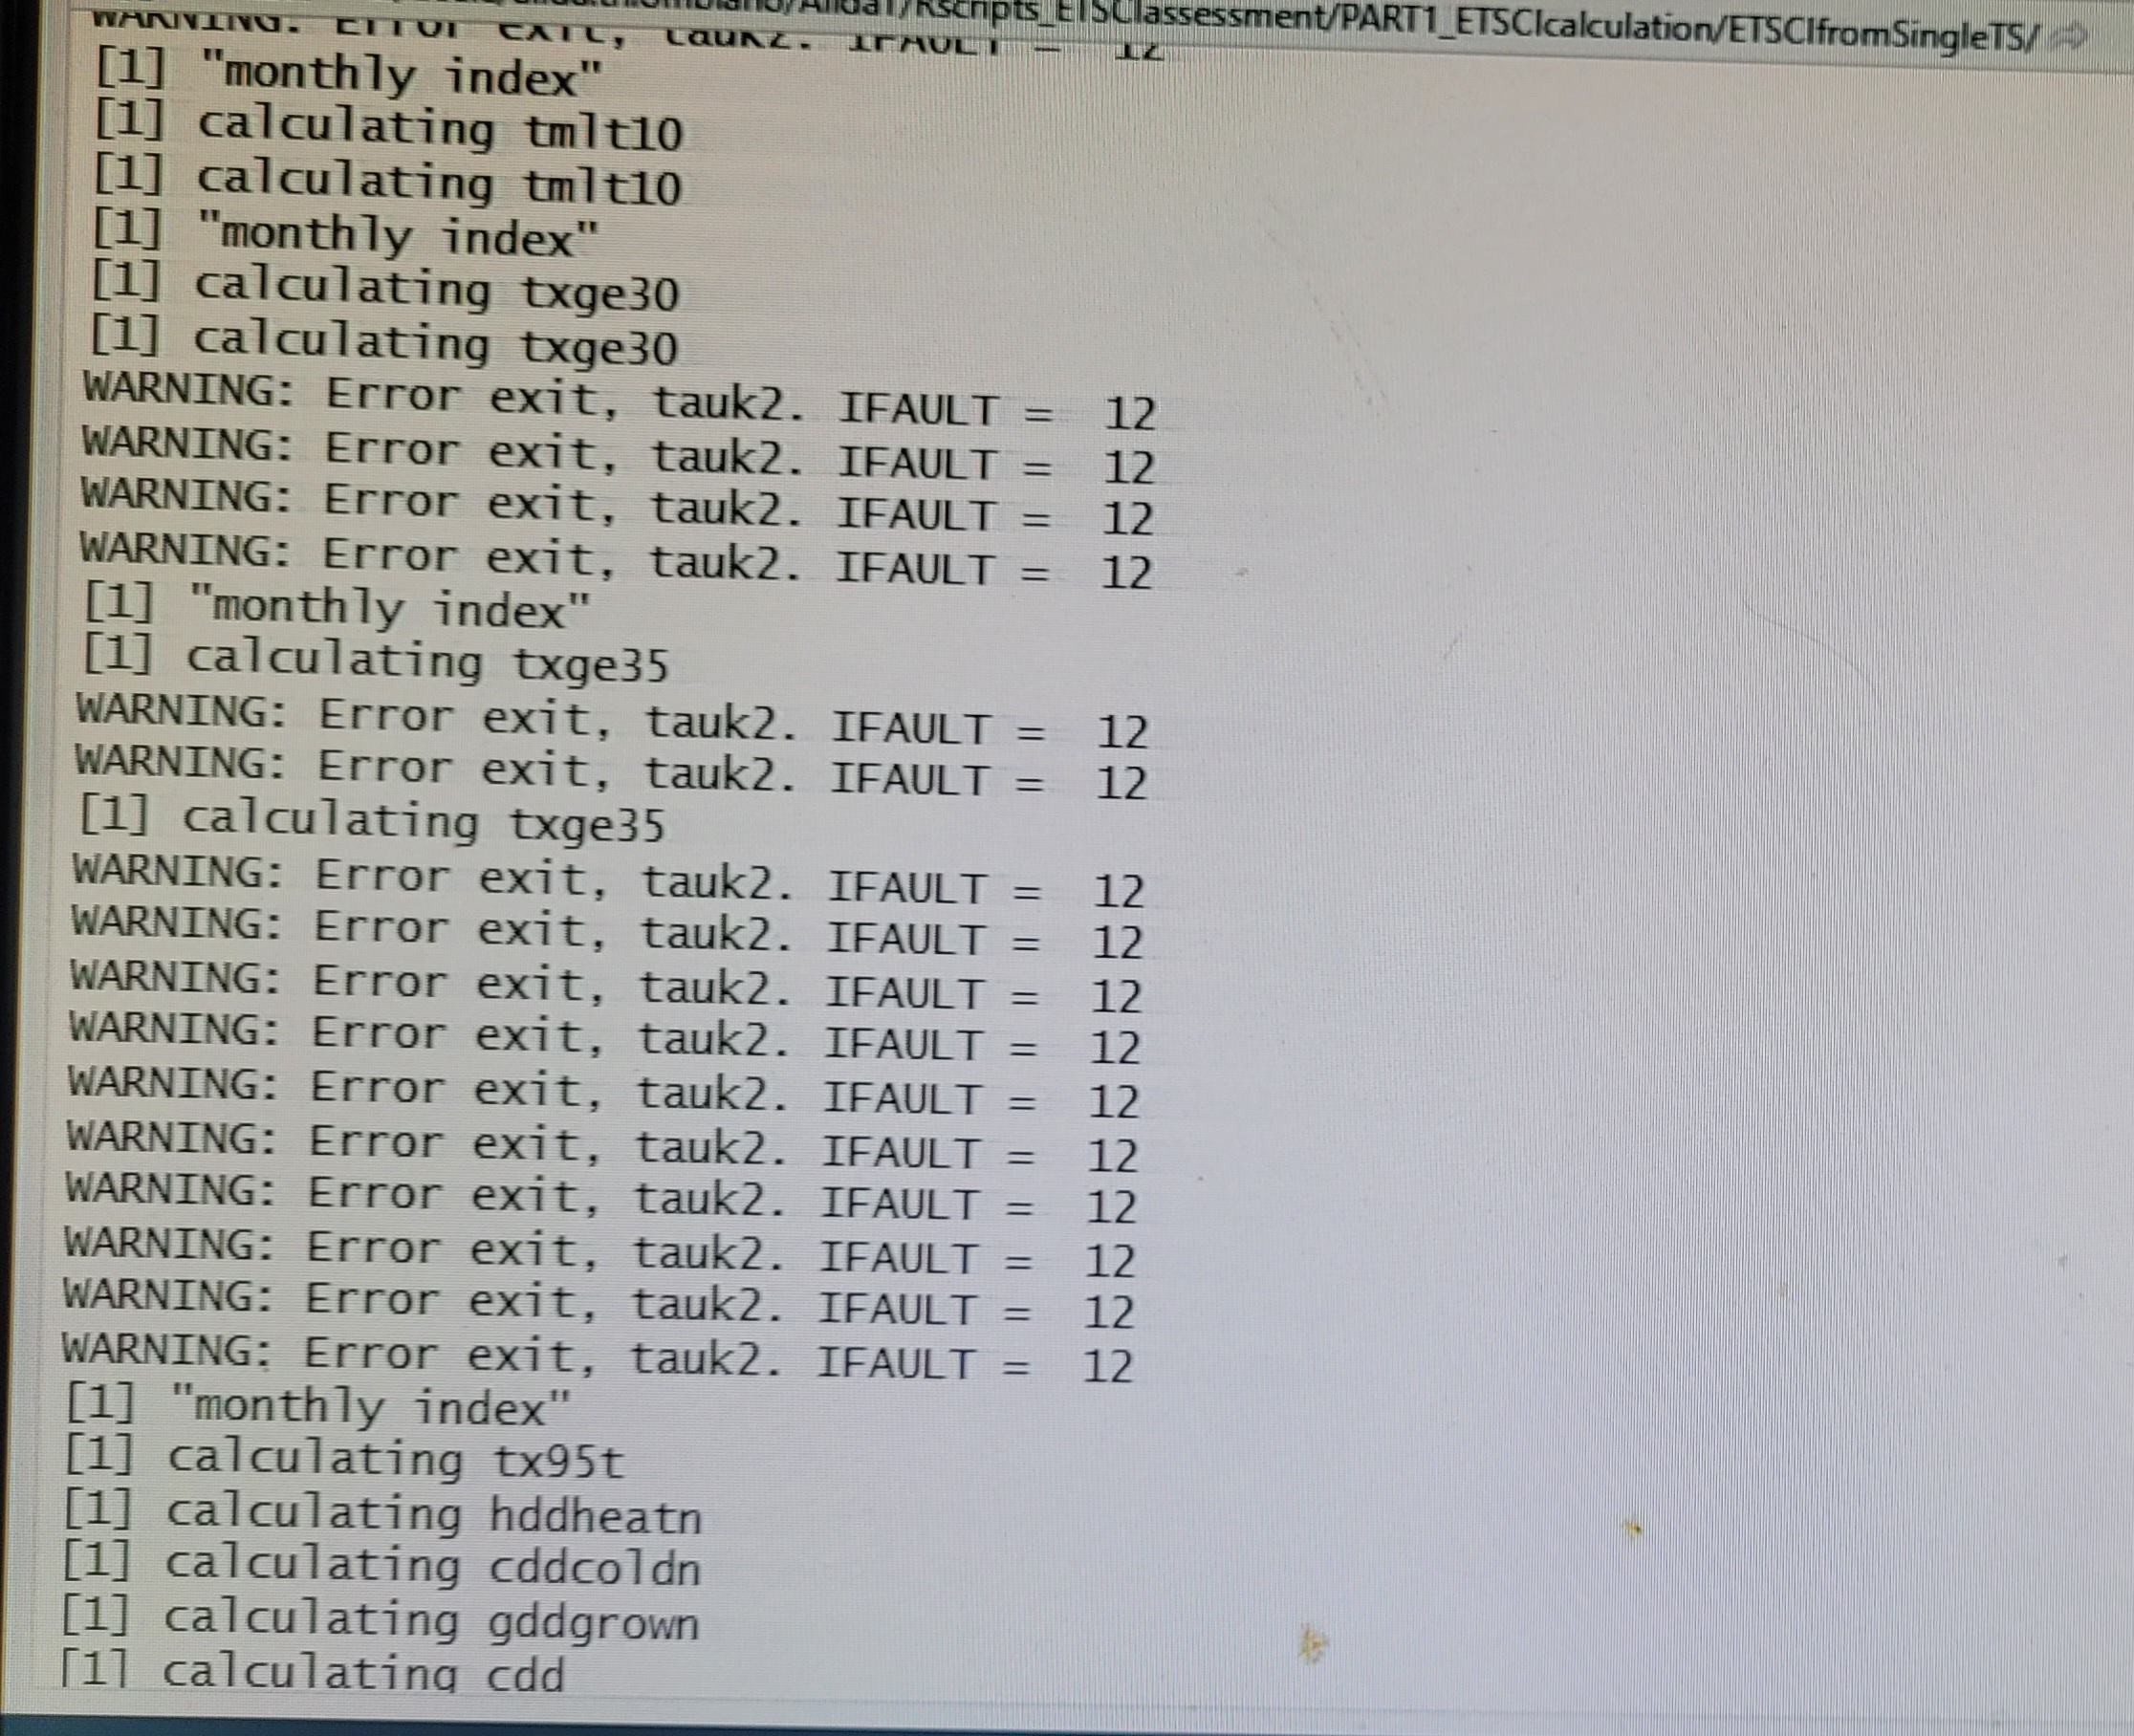 /Rscripts_ETSCIassessment/PART1_ETSCIcalculation/ETSCIfromSingleTS/
WARNING: Error exit, tauk2. IFAULT =  12
[1] "monthly index"
[1] calculating tmlt10
[1] calculating tmlt10
[1] "monthly index"
[1] calculating txge30
[1] calculating txge30
WARNING: Error exit, tauk2. IFAULT =  12
WARNING: Error exit, tauk2. IFAULT =  12
WARNING: Error exit, tauk2. IFAULT =  12
WARNING: Error exit, tauk2. IFAULT =  12
[1] "monthly index"
[1] calculating txge35
WARNING: Error exit, tauk2. IFAULT =  12
WARNING: Error exit, tauk2. IFAULT =  12
[1] calculating txge35
WARNING: Error exit, tauk2. IFAULT =  12
WARNING: Error exit, tauk2. IFAULT =  12
WARNING: Error exit, tauk2. IFAULT =  12
WARNING: Error exit, tauk2. IFAULT =  12
WARNING: Error exit, tauk2. IFAULT =  12
WARNING: Error exit, tauk2. IFAULT =  12
WARNING: Error exit, tauk2. IFAULT =  12
WARNING: Error exit, tauk2. IFAULT =  12
WARNING: Error exit, tauk2. IFAULT =  12
WARNING: Error exit, tauk2. IFAULT =  12
[1] "monthly index"
[1] calculating tx95t
[1] calculating hddheatn
[1] calculating cddcoldn
[1] calculating gddgrown
[1] calculating cdd